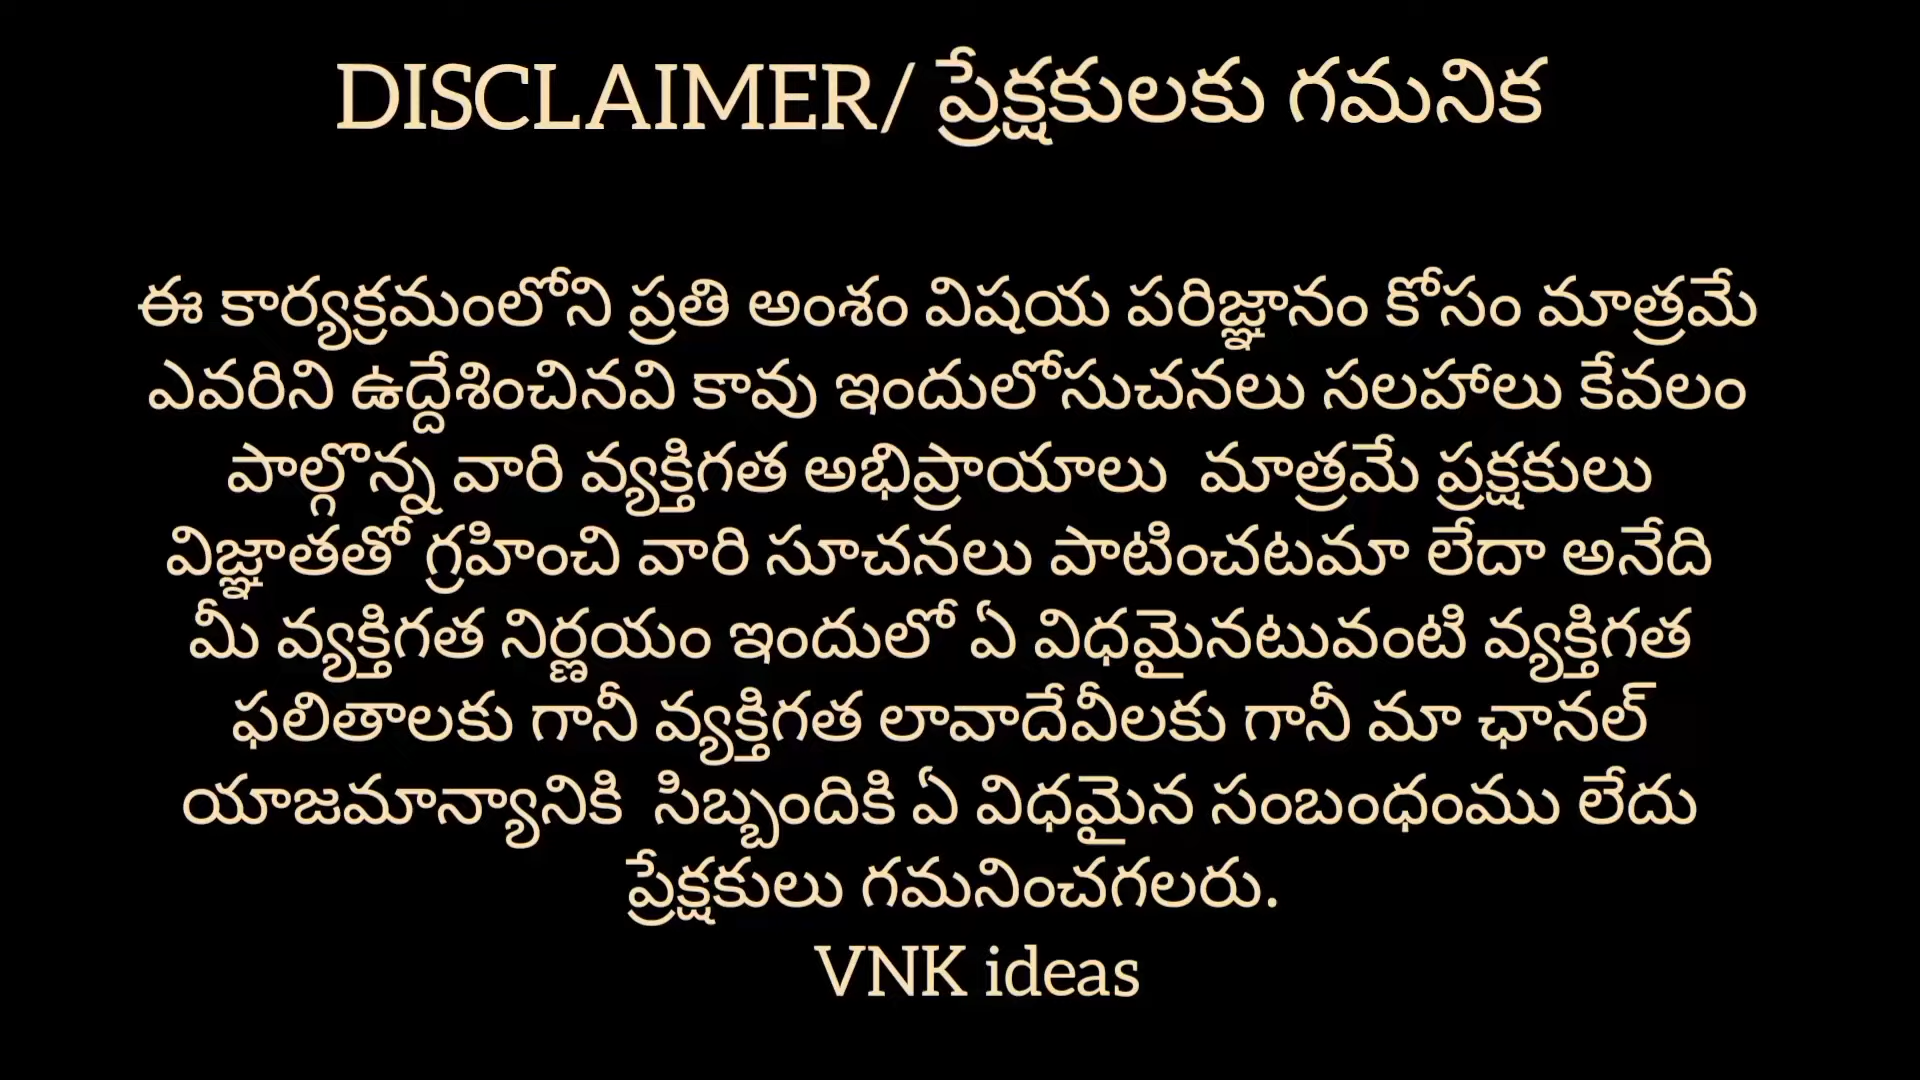 DISCLAIMER/ ప్రేక్షకులకు గమనిక
ఈ కార్యక్రమంలోని ప్రతి అంశం విషయ పరిజ్ఞానం కోసం మాత్రమే
ఎవరిని ఉద్దేశించినవి కావు ఇందులోసుచనలు సలహాలు కేవలం
పాల్గొన్న వారి వ్యక్తిగత అభిప్రాయాలు మాత్రమే ప్రక్షకులు
విజ్ఞాతతో గ్రహించి వారి సూచనలు పాటించటమా లేదా అనేది
మీ వ్యక్తిగత నిర్ణయం ఇందులో ఏ విధమైనటువంటి వ్యక్తిగత
ఫలితాలకు గానీ వ్యక్తిగత లావాదేవీలకు గానీ మా ఛానల్
యాజమాన్యానికి సిబ్బందికి ఏ విధమైన సంబంధంము లేదు
ప్రేక్షకులు గమనించగలరు.
VNK ideas